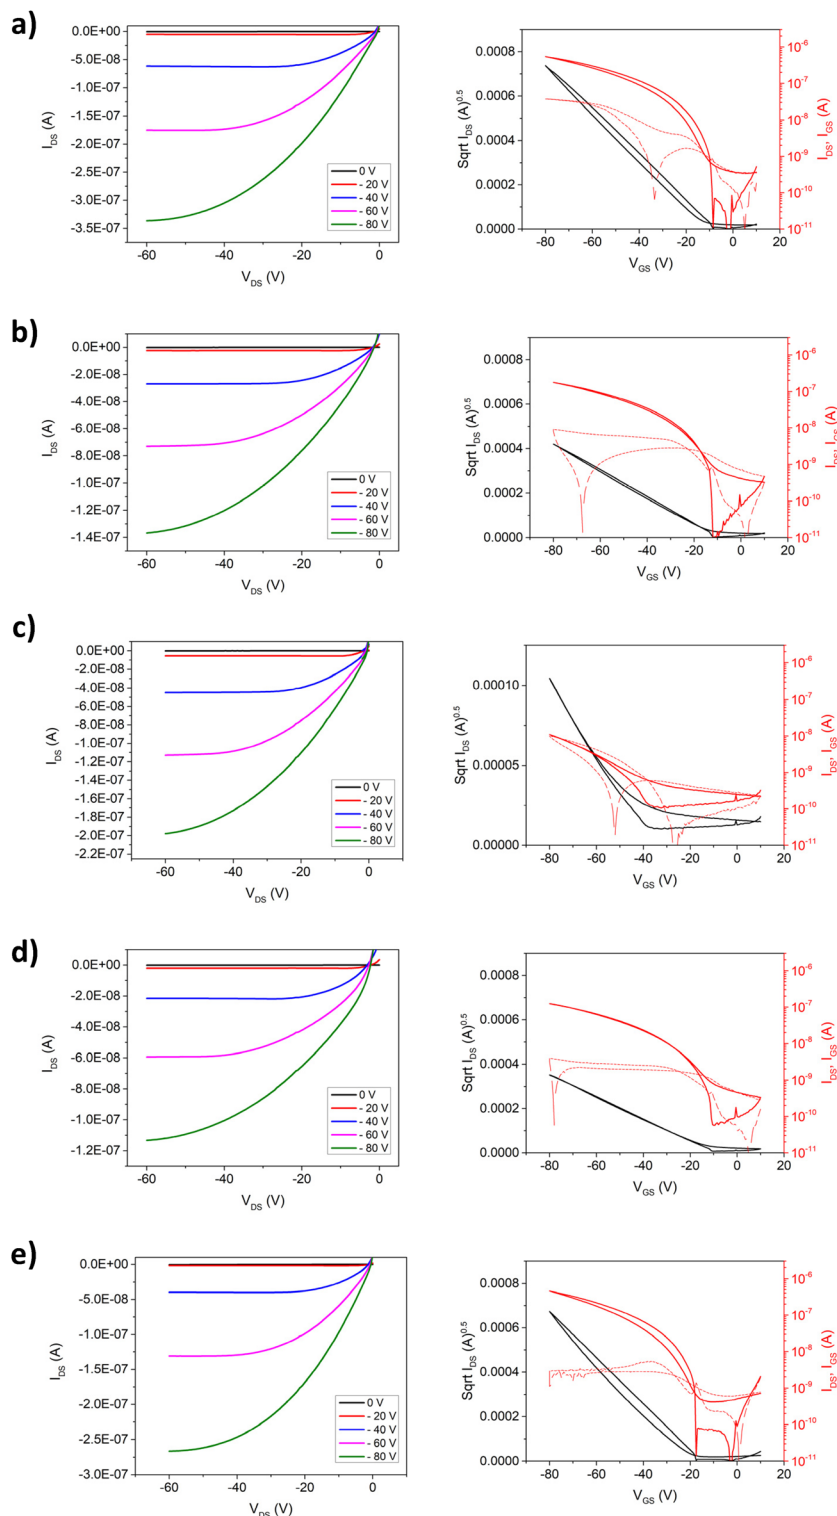 a)
I_DS (A)
0.0E+00
-5.0E-08
-1.0E-07
-1.5E-07
-2.0E-07
-2.5E-07
-3.0E-07
-3.5E-07
0 V
- 20 V
- 40 V
- 60 V
- 80 V
-60 -40 -20 0
V_DS (V)
Sqrt I_DS (A)^0.5
0.0008
0.0006
0.0004
0.0002
0.0000
10^-6
10^-7
10^-8
10^-9
10^-10
10^-11
I_DS, I_GS (A)
-80 -60 -40 -20 0 20
V_GS (V)
b)
I_DS (A)
0.0E+00
-2.0E-08
-4.0E-08
-6.0E-08
-8.0E-08
-1.0E-07
-1.2E-07
-1.4E-07
0 V
- 20 V
- 40 V
- 60 V
- 80 V
-60 -40 -20 0
V_DS (V)
Sqrt I_DS (A)^0.5
0.0008
0.0006
0.0004
0.0002
0.0000
10^-6
10^-7
10^-8
10^-9
10^-10
10^-11
I_DS, I_GS (A)
-80 -60 -40 -20 0 20
V_GS (V)
c)
I_DS (A)
0.0E+00
-2.0E-08
-4.0E-08
-6.0E-08
-8.0E-08
-1.0E-07
-1.2E-07
-1.4E-07
-1.6E-07
-1.8E-07
-2.0E-07
-2.2E-07
0 V
- 20 V
- 40 V
- 60 V
- 80 V
-60 -40 -20 0
V_DS (V)
Sqrt I_DS (A)^0.5
0.00010
0.00005
0.00000
10^-6
10^-7
10^-8
10^-9
10^-10
10^-11
I_DS, I_GS (A)
-80 -60 -40 -20 0 20
V_GS (V)
d)
I_DS (A)
0.0E+00
-2.0E-08
-4.0E-08
-6.0E-08
-8.0E-08
-1.0E-07
-1.2E-07
0 V
- 20 V
- 40 V
- 60 V
- 80 V
-60 -40 -20 0
V_DS (V)
Sqrt I_DS (A)^0.5
0.0008
0.0006
0.0004
0.0002
0.0000
10^-6
10^-7
10^-8
10^-9
10^-10
10^-11
I_DS, I_GS (A)
-80 -60 -40 -20 0 20
V_GS (V)
e)
I_DS (A)
0.0E+00
-5.0E-08
-1.0E-07
-1.5E-07
-2.0E-07
-2.5E-07
-3.0E-07
0 V
- 20 V
- 40 V
- 60 V
- 80 V
-60 -40 -20 0
V_DS (V)
Sqrt I_DS (A)^0.5
0.0008
0.0006
0.0004
0.0002
0.0000
10^-6
10^-7
10^-8
10^-9
10^-10
10^-11
I_DS, I_GS (A)
-80 -60 -40 -20 0 20
V_GS (V)